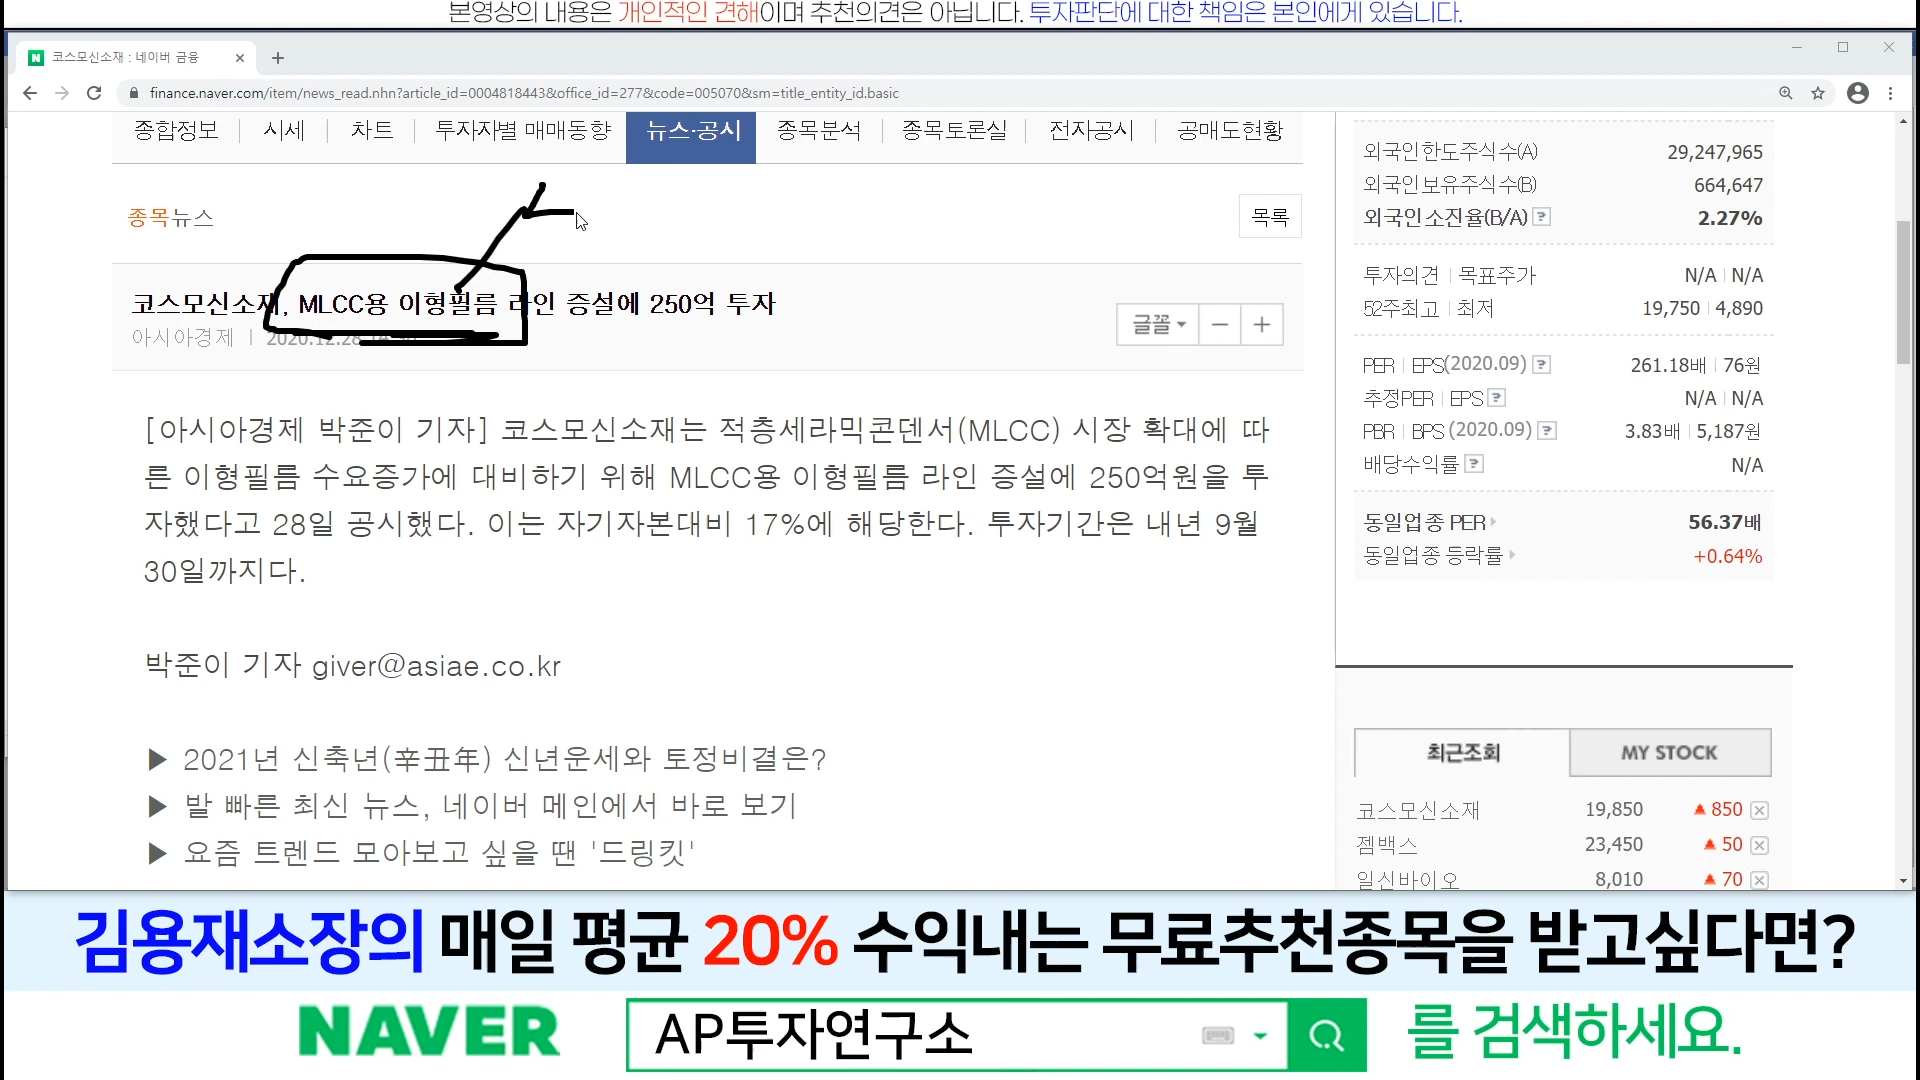 본영상의 내용은 개인적인 견해이며 추천의견은 아닙니다. 투자판단에 대한 책임은 본인에게 있습니다.
코스모신소재 : 네이버 금융
finance.naver.com/item/news_read.nhn?article_id=0004818443&office_id=277&code=005070&sm=title_entity_id.basic
종합정보 시세 차트 투자자별 매매동향 뉴스·공시 종목분석 종목토론실 전자공시 공매도현황
종목뉴스
목록
코스모신소재, MLCC용 이형필름 라인 증설에 250억 투자
아시아경제 2020.12.28
글꼴
[아시아경제 박준이 기자] 코스모신소재는 적층세라믹콘덴서(MLCC) 시장 확대에 따
른 이형필름 수요증가에 대비하기 위해 MLCC용 이형필름 라인 증설에 250억원을 투
자했다고 28일 공시했다. 이는 자기자본대비 17%에 해당한다. 투자기간은 내년 9월
30일까지다.
박준이 기자 giver@asiae.co.kr
▶ 2021년 신축년(辛丑年) 신년운세와 토정비결은?
▶ 발 빠른 최신 뉴스, 네이버 메인에서 바로 보기
▶ 요즘 트렌드 모아보고 싶을 땐 '드링킷'
외국인한도주식수(A) 29,247,965
외국인보유주식수(B) 664,647
외국인소진율(B/A) ? 2.27%
투자의견 | 목표주가 N/A | N/A
52주최고 | 최저 19,750 | 4,890
PER | EPS(2020.09) ? 261.18배 | 76원
추정PER | EPS ? N/A | N/A
PBR | BPS (2020.09) ? 3.83배 | 5,187원
배당수익률 ? N/A
동일업종 PER 56.37배
동일업종 등락률 +0.64%
최근조회 MY STOCK
코스모신소재 19,850 ▲ 850
젬백스 23,450 ▲ 50
일신바이오 8,010 ▲ 70
김용재소장의 매일 평균 20% 수익내는 무료추천종목을 받고싶다면?
NAVER AP투자연구소 를 검색하세요.